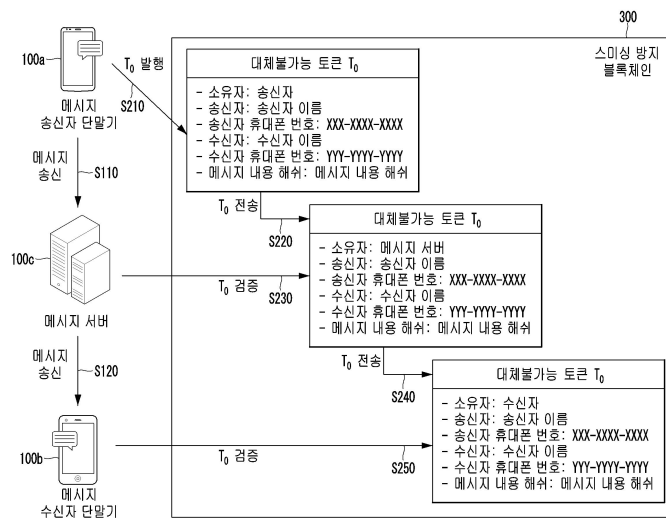 300
스미싱 방지
블록체인
100a
메시지
송신자 단말기
T0 발행
S210
대체불가능 토큰 T0
- 소유자: 송신자
- 송신자: 송신자 이름
- 송신자 휴대폰 번호: XXX-XXXX-XXXX
- 수신자: 수신자 이름
- 수신자 휴대폰 번호: YYY-YYYY-YYYY
- 메시지 내용 해쉬: 메시지 내용 해쉬
메시지
송신
S110
T0 전송
S220
대체불가능 토큰 T0
- 소유자: 메시지 서버
- 송신자: 송신자 이름
- 송신자 휴대폰 번호: XXX-XXXX-XXXX
- 수신자: 수신자 이름
- 수신자 휴대폰 번호: YYY-YYYY-YYYY
- 메시지 내용 해쉬: 메시지 내용 해쉬
100c
메시지 서버
T0 검증
S230
메시지
송신
S120
T0 전송
S240
대체불가능 토큰 T0
- 소유자: 수신자
- 송신자: 송신자 이름
- 송신자 휴대폰 번호: XXX-XXXX-XXXX
- 수신자: 수신자 이름
- 수신자 휴대폰 번호: YYY-YYYY-YYYY
- 메시지 내용 해쉬: 메시지 내용 해쉬
100b
메시지
수신자 단말기
T0 검증
S250